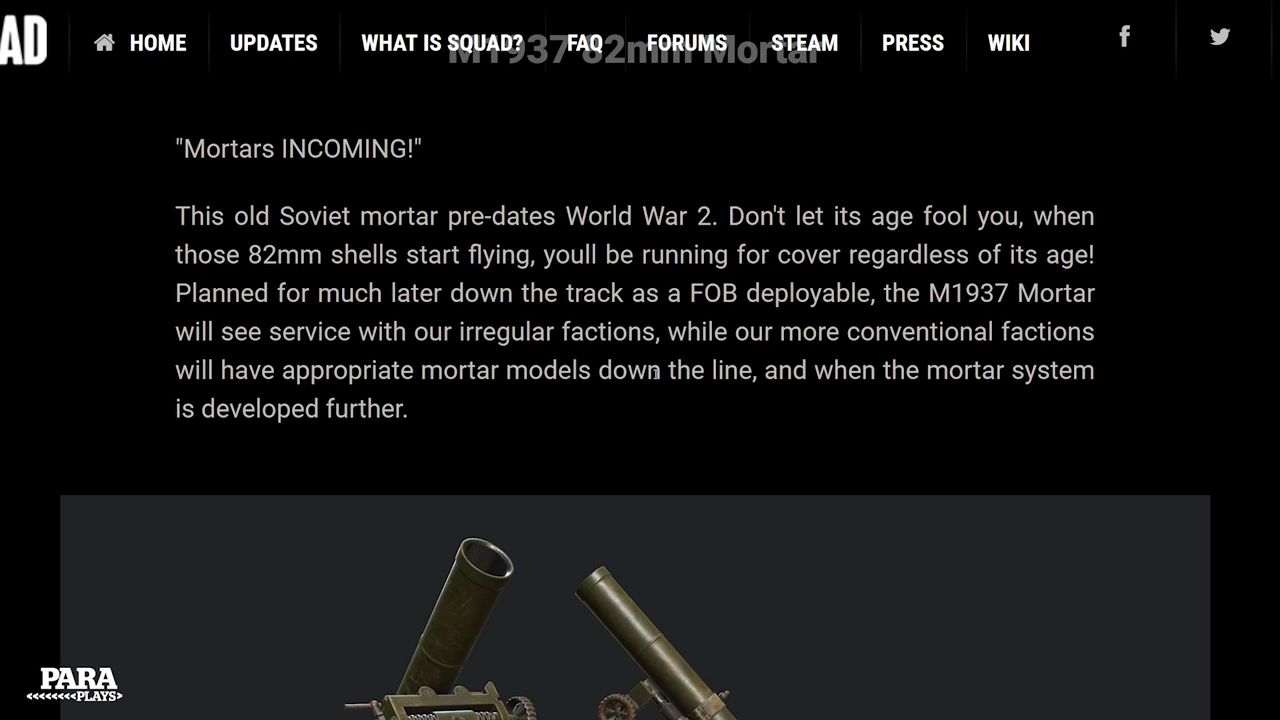 AD
HOME UPDATES WHAT IS SQUAD? FAQ FORUMS STEAM PRESS WIKI
M1937 82mm Mortar
"Mortars INCOMING!"
This old Soviet mortar pre-dates World War 2. Don't let its age fool you, when
those 82mm shells start flying, youll be running for cover regardless of its age!
Planned for much later down the track as a FOB deployable, the M1937 Mortar
will see service with our irregular factions, while our more conventional factions
will have appropriate mortar models down the line, and when the mortar system
is developed further.
PARA
PLAYS